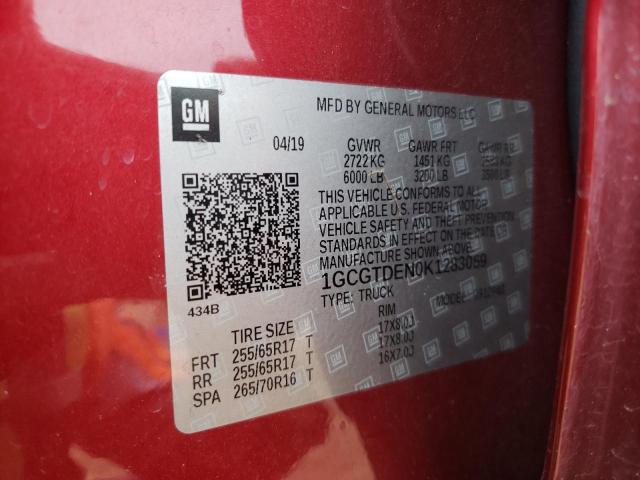 GM
MFD BY GENERAL MOTORS LLC
04/19 GVWR GAWR FRT GAWR RR
2722 KG 1451 KG
6000 LB 3200 LB
THIS VEHICLE CONFORMS TO ALL
APPLICABLE U.S. FEDERAL MOTOR
VEHICLE SAFETY AND THEFT PREVENTION
STANDARDS IN EFFECT ON THE DATE OF
MANUFACTURE SHOWN ABOVE.
1GCGTDEN0K1283059
434B TYPE: TRUCK MODEL:
TIRE SIZE RIM
FRT 255/65R17 T 17X8.0J
RR 255/65R17 T 17X8.0J
SPA 265/70R16 T 16X7.0J